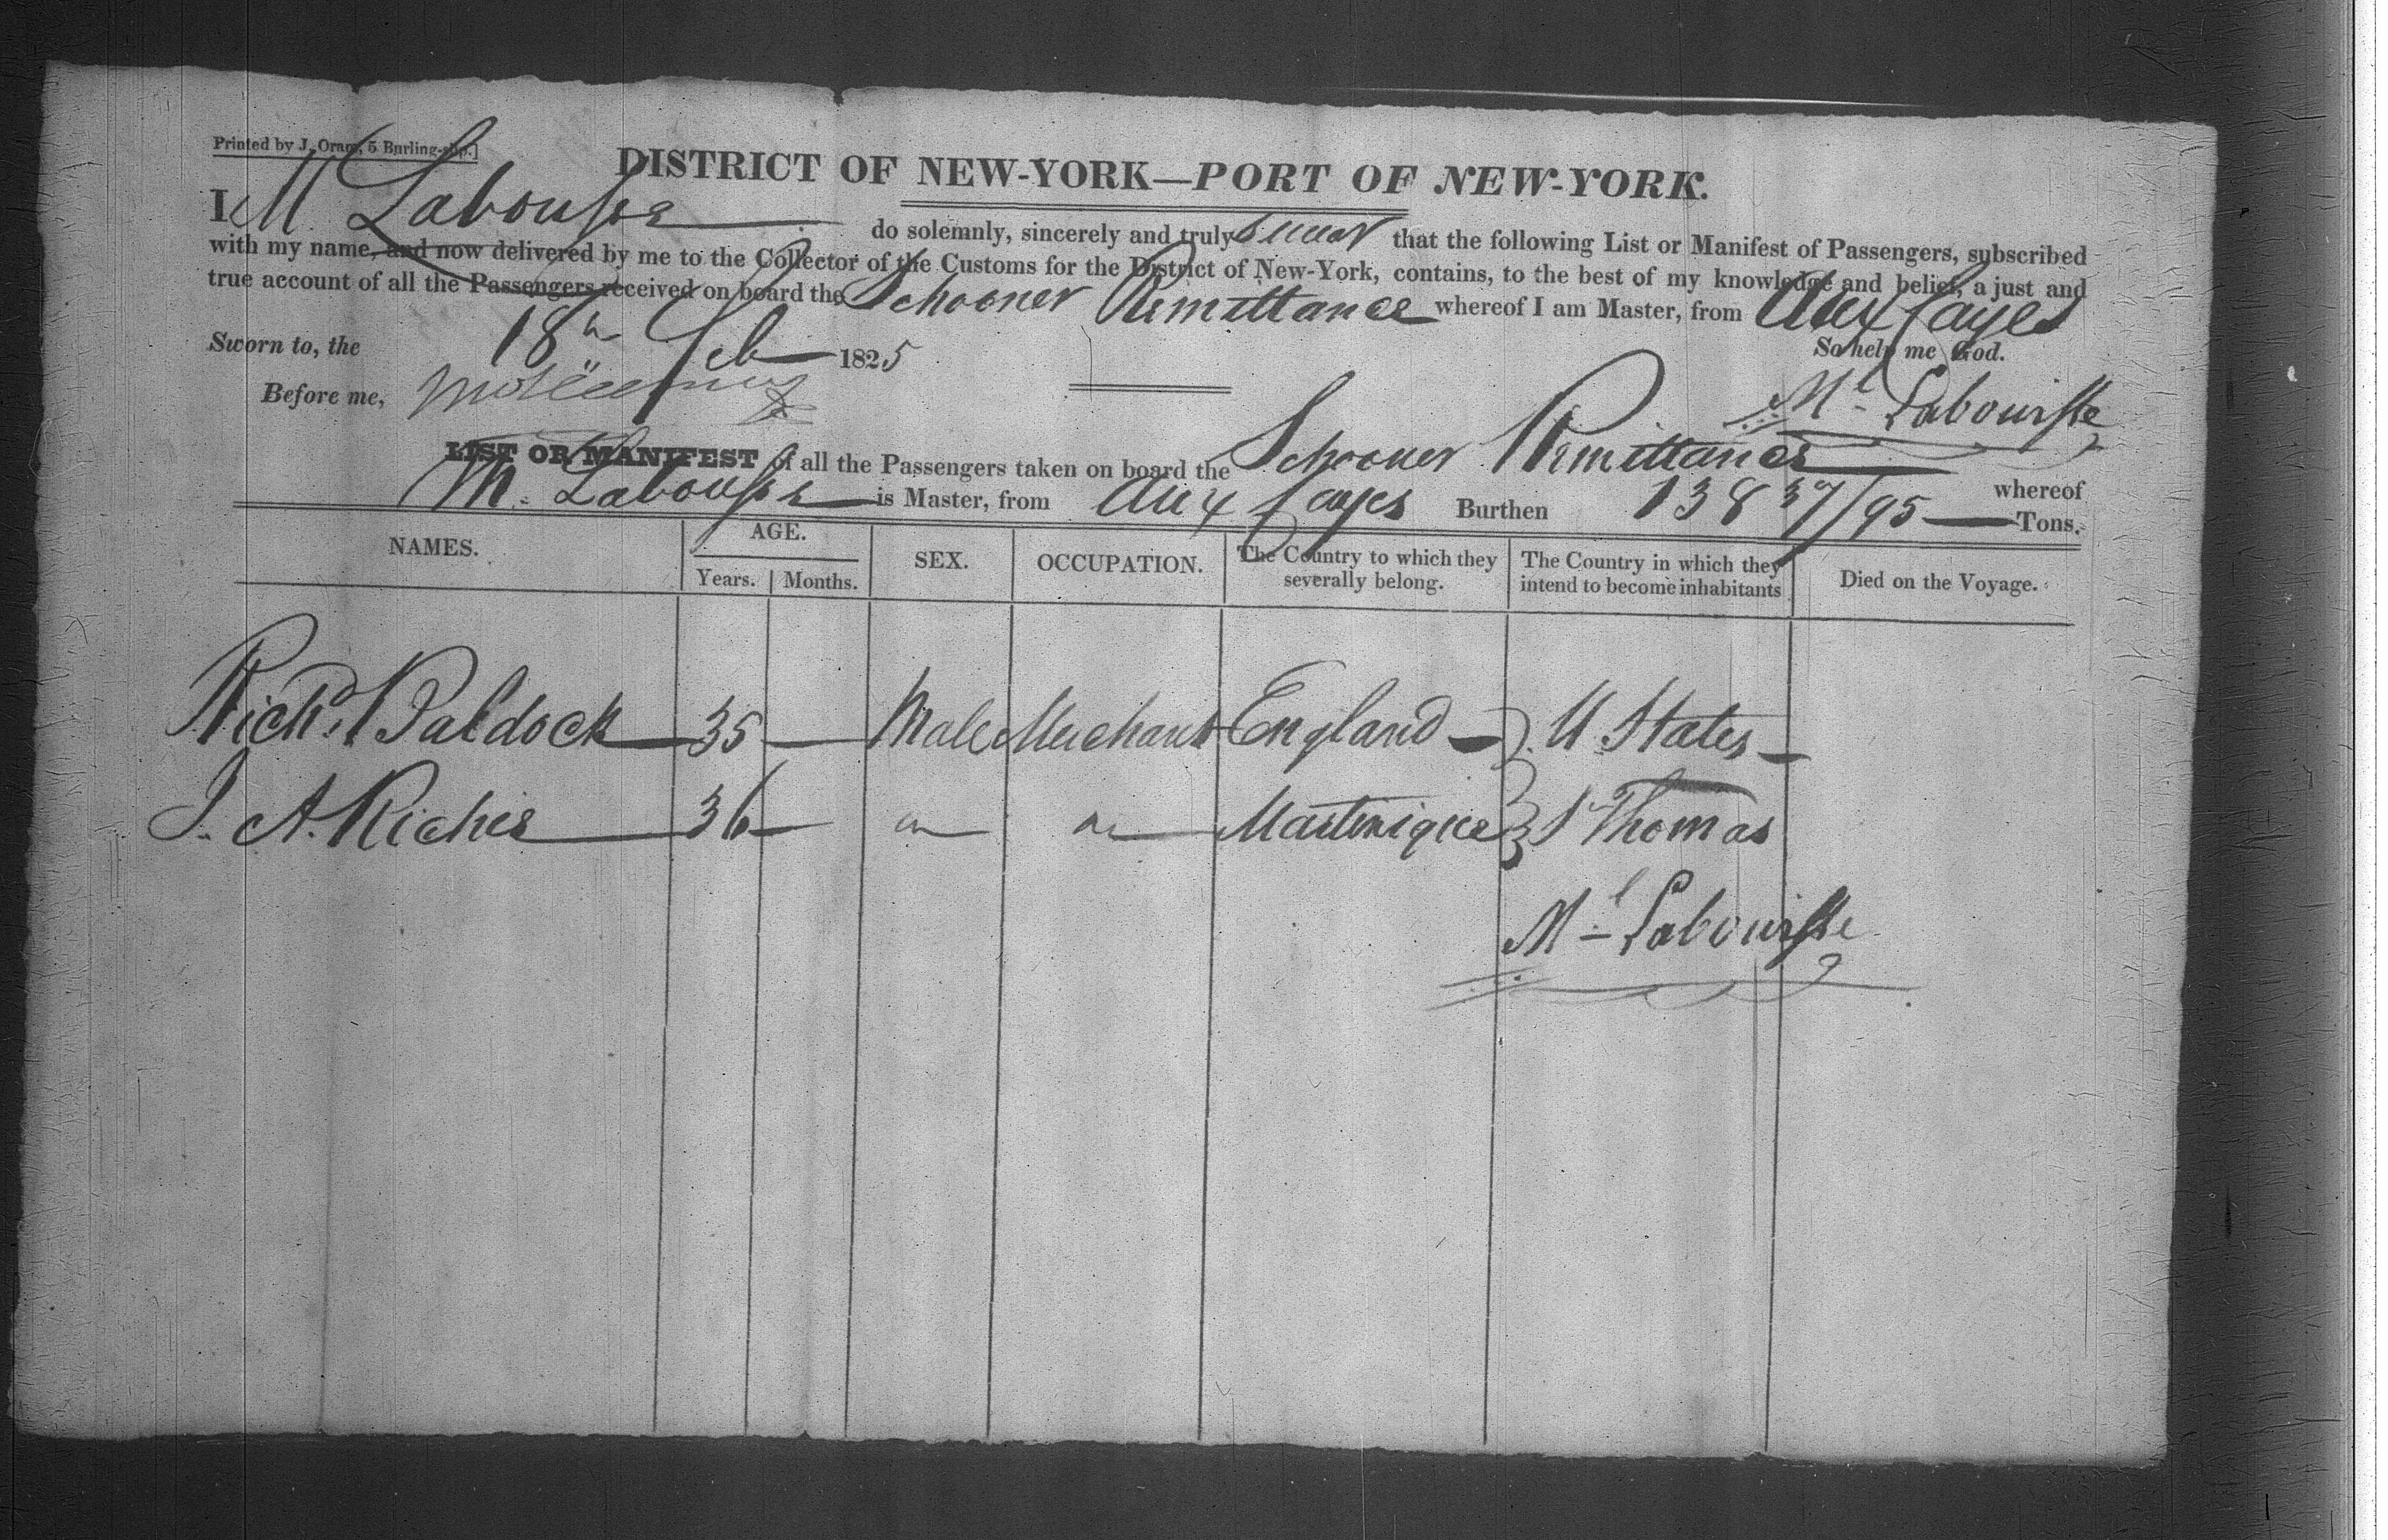 Printed by J. Oram, 5 Burling-slip.]
DISTRICT OF NEW-YORK—PORT OF NEW-YORK.
I M Labousse do solemnly, sincerely and truly swear that the following List or Manifest of Passengers, subscribed
with my name, and now delivered by me to the Collector of the Customs for the District of New-York, contains, to the best of my knowledge and belief, a just and
true account of all the Passengers received on board the Schooner Remittance whereof I am Master, from Aux Cayes
Sworn to, the 18th Feb 1825 So help me God.
Before me, Ml Labouisse
LIST OR MANIFEST of all the Passengers taken on board the Schooner Remittance whereof
M. Labousse is Master, from Aux Cayes Burthen 138 37/95 Tons.
NAMES. AGE. Years. Months. SEX. OCCUPATION. The Country to which they severally belong. The Country in which they intend to become inhabitants Died on the Voyage.
Richd Baldock 35 Male Merchant England U States
J. A. Riche 36 " " Martinique St Thomas
Ml Labouisse